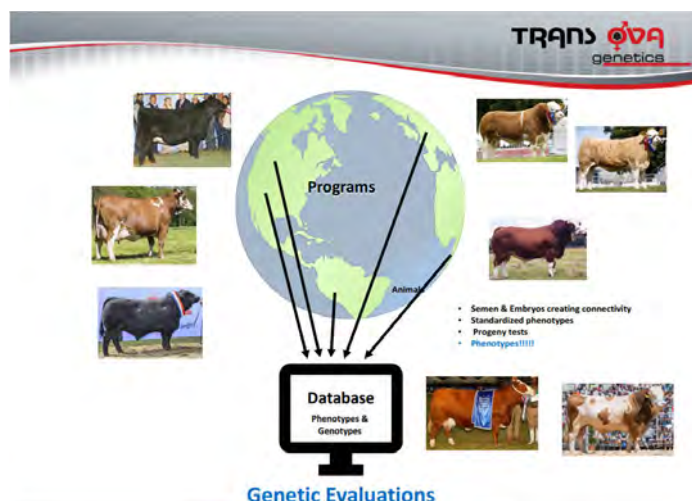 TRANS OVA
genetics
Programs
Animals
• Semen & Embryos creating connectivity
• Standardized phenotypes
• Progeny tests
• Phenotypes!!!!!
Database
Phenotypes &
Genotypes
Genetic Evaluations